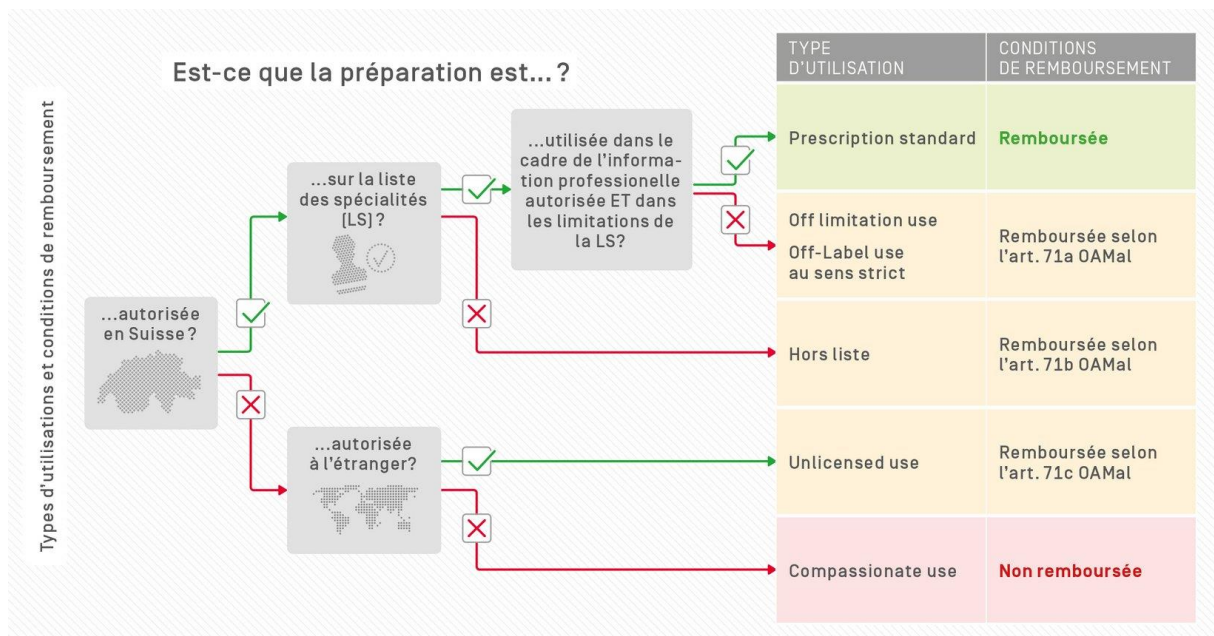 Types d'utilisations et conditions de remboursement
Est-ce que la préparation est...?
...autorisée
en Suisse?
...sur la liste
des spécialités
(LS)?
...autorisée
à l'étranger?
...utilisée dans le
cadre de l'informa-
tion professionelle
autorisée ET dans
les limitations de
la LS?
TYPE
D'UTILISATION
CONDITIONS
DE REMBOURSEMENT
Prescription standard
Remboursée
Off limitation use
Off-Label use
au sens strict
Remboursée selon
l'art. 71a OAMal
Hors liste
Remboursée selon
l'art. 71b OAMal
Unlicensed use
Remboursée selon
l'art. 71c OAMal
Compassionate use
Non remboursée